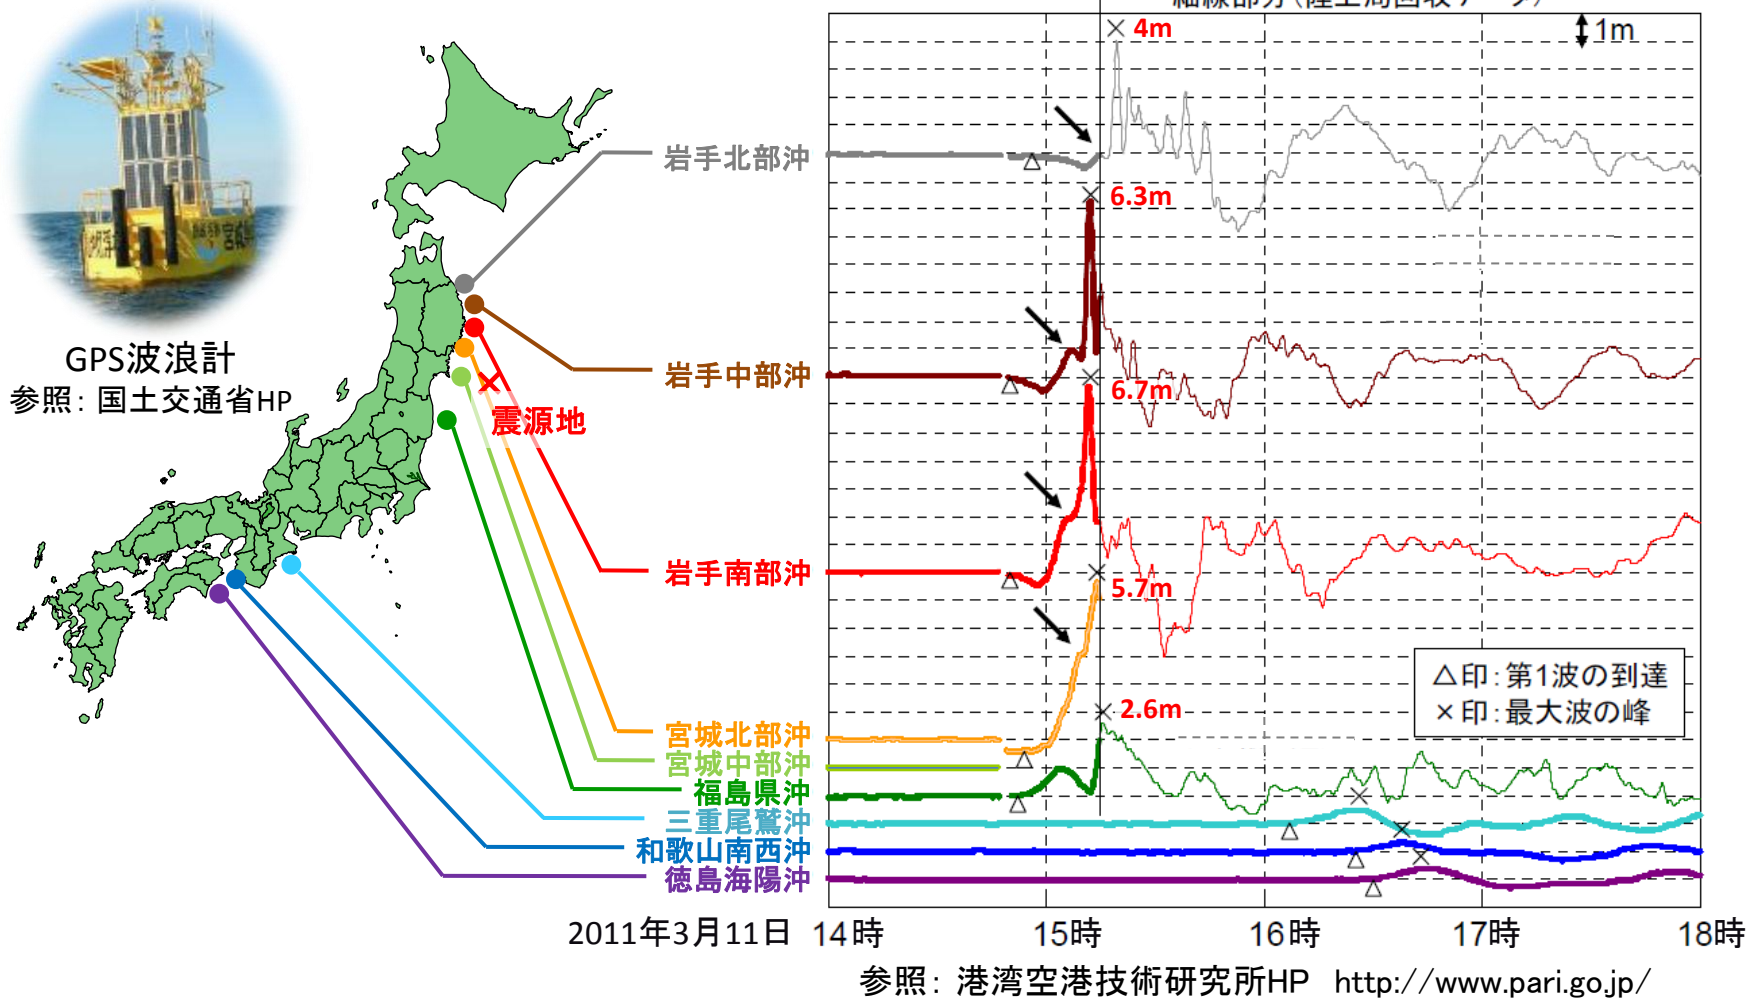 4m
1m
岩手北部沖
6.3m
GPS波浪計
参照：国土交通省HP
岩手中部沖
6.7m
震源地
岩手南部沖
5.7m
△印：第1波の到達
×印：最大波の峰
2.6m
宮城北部沖
宮城中部沖
福島県沖
三重尾鷲沖
和歌山南西沖
徳島海陽沖
2011年3月11日
14時
15時
16時
17時
18時
参照：港湾空港技術研究所HP http://www.pari.go.jp/